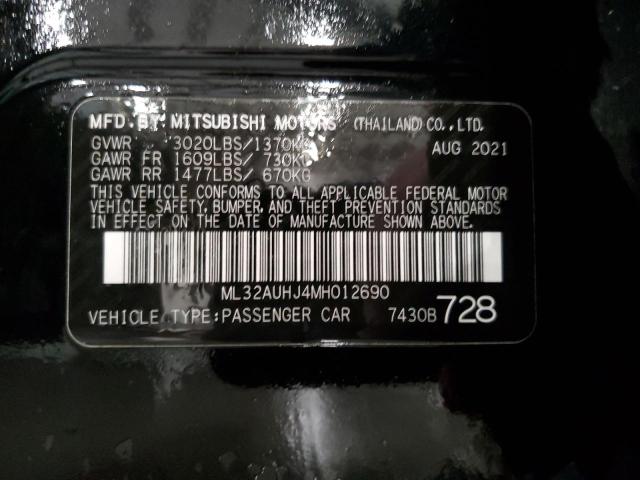 MFD. BY: MITSUBISHI MOTORS (THAILAND) CO., LTD.
GVWR 3020LBS/1370KG AUG 2021
GAWR FR 1609LBS/ 730KG
GAWR RR 1477LBS/ 670KG
THIS VEHICLE CONFORMS TO ALL APPLICABLE FEDERAL MOTOR
VEHICLE SAFETY, BUMPER, AND THEFT PREVENTION STANDARDS
IN EFFECT ON THE DATE OF MANUFACTURE SHOWN ABOVE.
ML32AUHJ4MH012690
VEHICLE TYPE:PASSENGER CAR 7430B 728